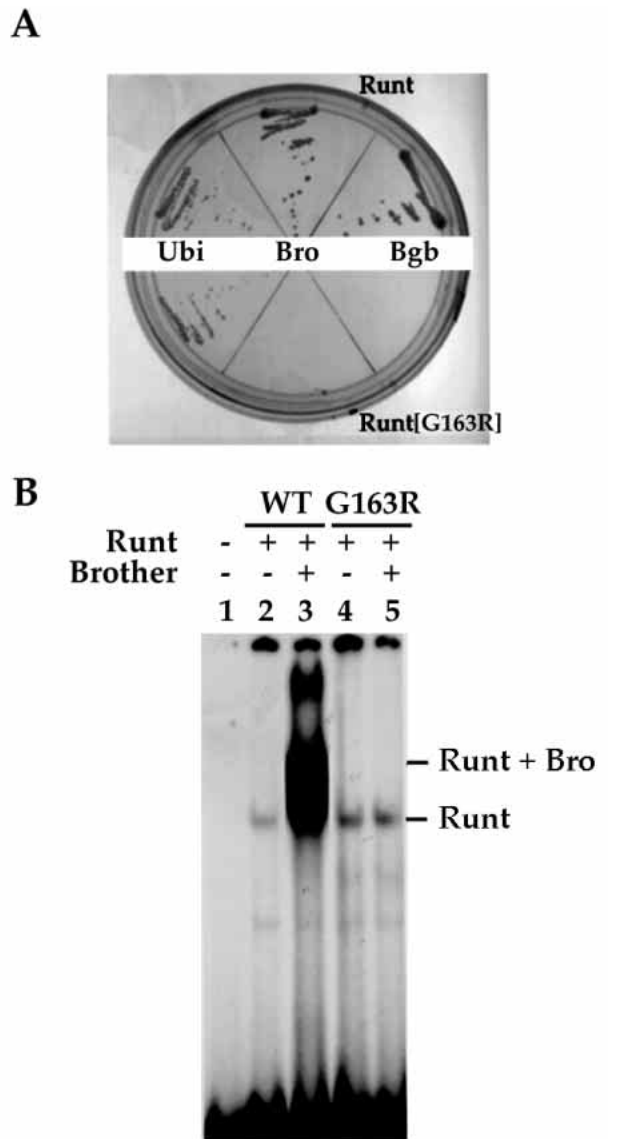 A
Runt
Ubi Bro Bgb
Runt[G163R]
B
WT G163R
Runt - + + + +
Brother - - + - +
1 2 3 4 5
Runt + Bro
Runt